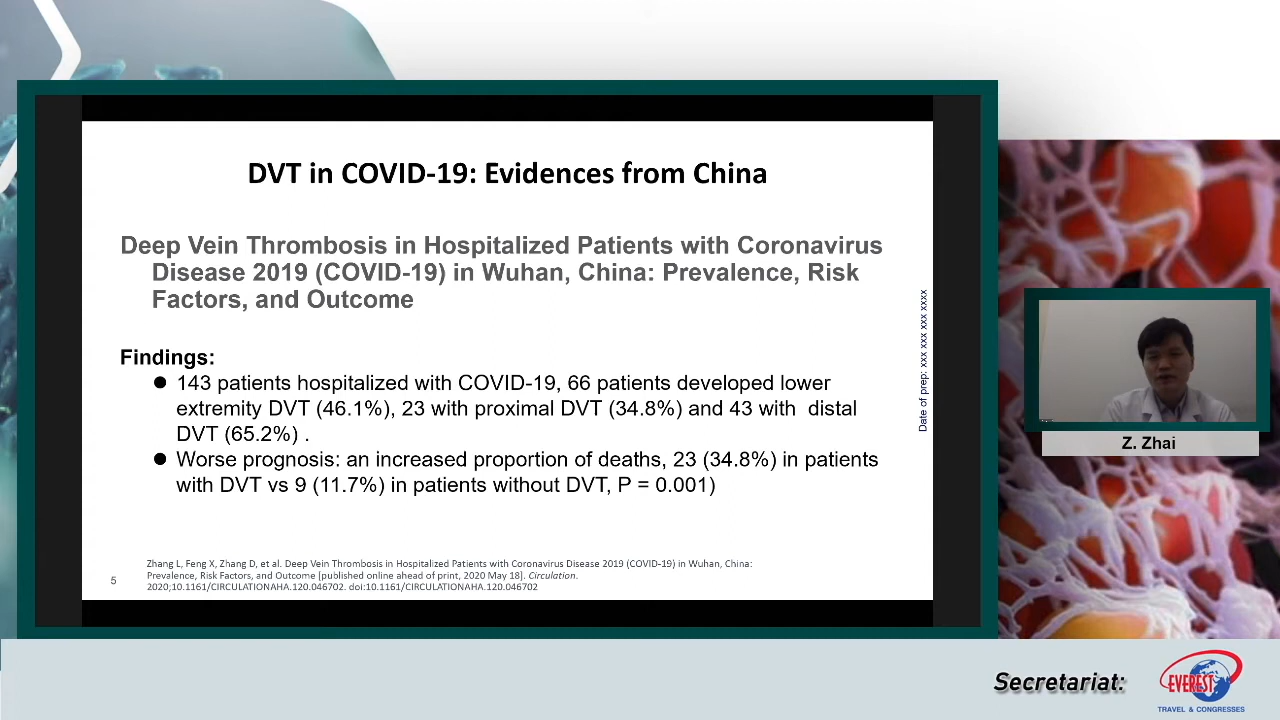 DVT in COVID-19: Evidences from China
Deep Vein Thrombosis in Hospitalized Patients with Coronavirus
Disease 2019 (COVID-19) in Wuhan, China: Prevalence, Risk
Factors, and Outcome
Findings:
● 143 patients hospitalized with COVID-19, 66 patients developed lower
extremity DVT (46.1%), 23 with proximal DVT (34.8%) and 43 with distal
DVT (65.2%) .
● Worse prognosis: an increased proportion of deaths, 23 (34.8%) in patients
with DVT vs 9 (11.7%) in patients without DVT, P = 0.001)
Date of prep: xxx xxx xxx xxxx
Zhang L, Feng X, Zhang D, et al. Deep Vein Thrombosis in Hospitalized Patients with Coronavirus Disease 2019 (COVID-19) in Wuhan, China:
Prevalence, Risk Factors, and Outcome [published online ahead of print, 2020 May 18]. Circulation.
2020;10.1161/CIRCULATIONAHA.120.046702. doi:10.1161/CIRCULATIONAHA.120.046702
5
Z. Zhai
Secretariat:
EVEREST
TRAVEL & CONGRESSES